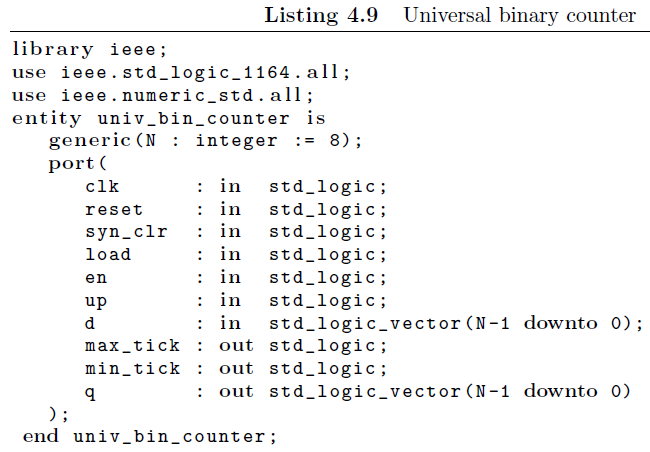 Listing 4.9 Universal binary counter
library ieee;
use ieee.std_logic_1164.all;
use ieee.numeric_std.all;
entity univ_bin_counter is
generic(N : integer := 8);
port(
clk : in std_logic;
reset : in std_logic;
syn_clr : in std_logic;
load : in std_logic;
en : in std_logic;
up : in std_logic;
d : in std_logic_vector(N-1 downto 0);
max_tick : out std_logic;
min_tick : out std_logic;
q : out std_logic_vector(N-1 downto 0)
);
end univ_bin_counter;